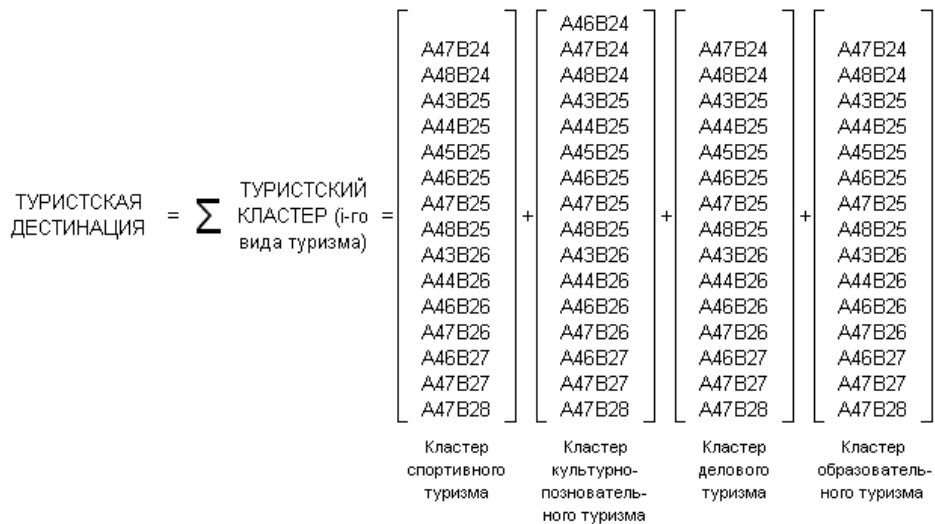 ТУРИСТСКАЯ
ДЕСТИНАЦИЯ
=
Σ
ТУРИСТСКИЙ
КЛАСТЕР (i-го
вида туризма)
=
A47B24
A48B24
A43B25
A44B25
A45B25
A46B25
A47B25
A48B25
A43B26
A44B26
A46B26
A47B26
A46B27
A47B27
A47B28
Кластер
спортивного
туризма
+
A46B24
A47B24
A48B24
A43B25
A44B25
A45B25
A46B25
A47B25
A48B25
A43B26
A44B26
A46B26
A47B26
A46B27
A47B27
A47B28
Кластер
культурно-
познователь-
ного туризма
+
A47B24
A48B24
A43B25
A44B25
A45B25
A46B25
A47B25
A48B25
A43B26
A44B26
A46B26
A47B26
A46B27
A47B27
A47B28
Кластер
делового
туризма
+
A47B24
A48B24
A43B25
A44B25
A45B25
A46B25
A47B25
A48B25
A43B26
A44B26
A46B26
A47B26
A46B27
A47B27
A47B28
Кластер
образователь-
ного туризма